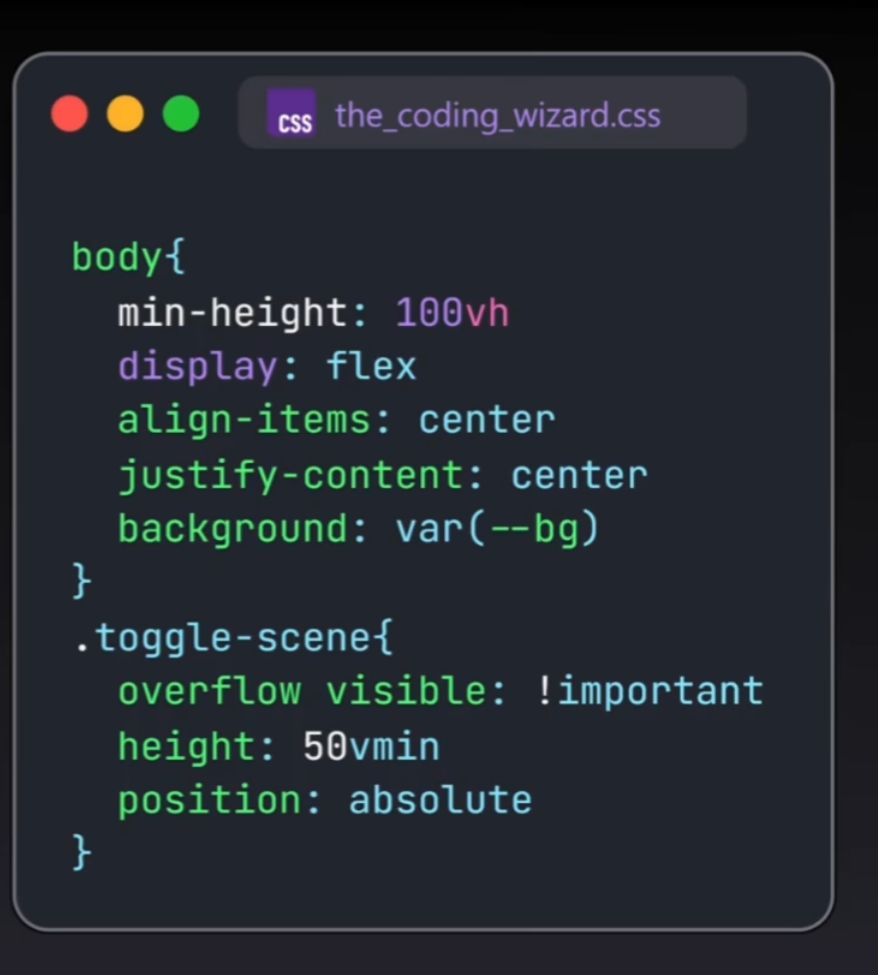 CSS the_coding_wizard.css
body{
  min-height: 100vh
  display: flex
  align-items: center
  justify-content: center
  background: var(--bg)
}
.toggle-scene{
  overflow visible: !important
  height: 50vmin
  position: absolute
}